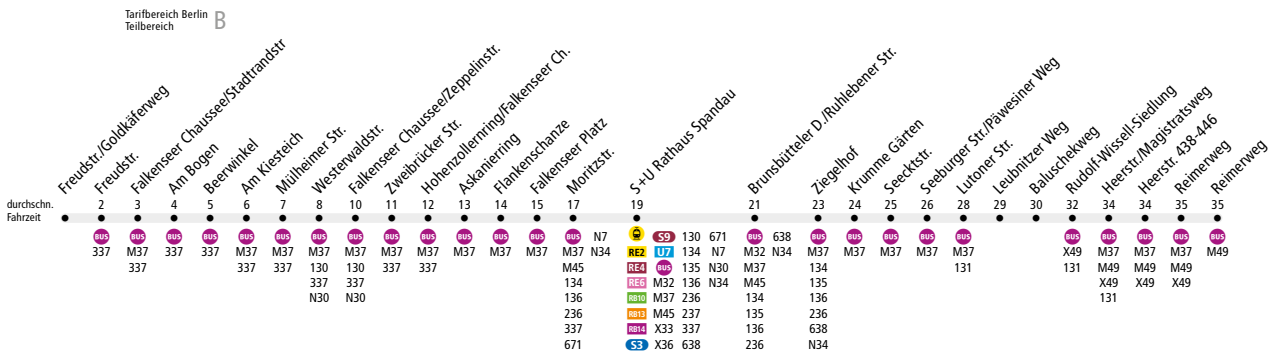 Tarifbereich Berlin
Teilbereich
B
Freudstr./Goldkäferweg
Freudstr.
Falkenseer Chaussee/Stadtrandstr
Am Bogen
Beerwinkel
Am Kiesteich
Mülheimer Str.
Westerwaldstr.
Falkenseer Chaussee/Zeppelinstr.
Zweibrücker Str.
Hohenzollernring/Falkenseer Ch.
Askanierring
Flankenschanze
Falkenseer Platz
Moritzstr.
S+U Rathaus Spandau
Brunsbütteler D./Ruhlebener Str.
Ziegelhof
Krumme Gärten
Seecktstr.
Seeburger Str./Päwesiner Weg
Lutoner Str.
Leubnitzer Weg
Baluschekweg
Rudolf-Wissell-Siedlung
Heerstr./Magistratsweg
Heerstr. 438-446
Reimerweg
Reimerweg
durchschn. 2 3 4 5 6 7 8 10 11 12 13 14 15 17 19 21 23 24 25 26 28 29 30 32 34 34 35 35
Fahrzeit
BUS BUS BUS BUS BUS BUS BUS BUS BUS BUS BUS BUS BUS BUS N7 S9 130 671 BUS 638 BUS BUS BUS BUS BUS BUS BUS BUS BUS BUS
337 M37 337 337 M37 M37 M37 M37 M37 M37 M37 M37 M37 M37 N34 RE2 U7 134 N7 M32 N34 M37 M37 M37 M37 M37 X49 M37 M37 M37 M49
337 337 337 130 130 337 337 M45 RE4 BUS 135 N30 M37 134 131 131 M49 M49 M49
337 337 134 RE6 M32 136 N34 M45 135 X49 X49 X49
N30 N30 136 RB10 M37 236 134 136 131
236 RB13 M45 237 135 236
337 RB14 X33 337 136 638
671 S3 X36 638 236 N34